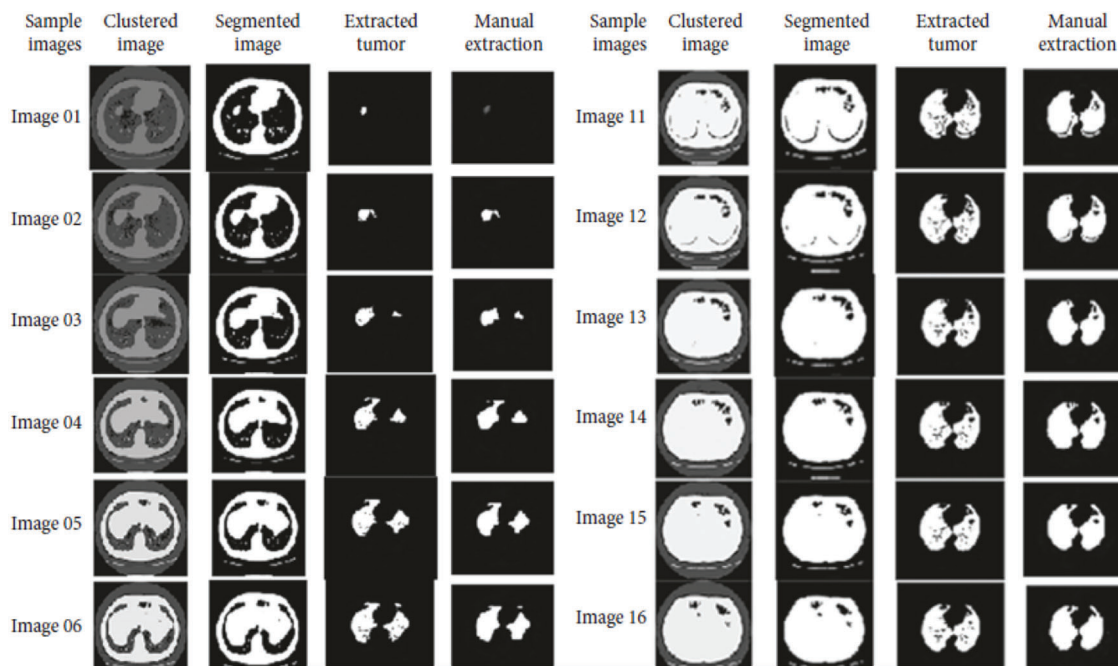 Sample Clustered Segmented Extracted Manual Sample Clustered Segmented Extracted Manual
images image image tumor extraction images image image tumor extraction
Image 01 Image 11
Image 02 Image 12
Image 03 Image 13
Image 04 Image 14
Image 05 Image 15
Image 06 Image 16